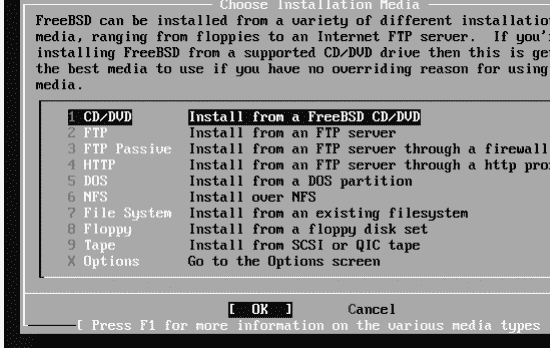 Choose Installation Media
FreeBSD can be installed from a variety of different installatio
media, ranging from floppies to an Internet FTP server. If you'
installing FreeBSD from a supported CD/DVD drive then this is ge
the best media to use if you have no overriding reason for using
media.
1 CD/DVD Install from a FreeBSD CD/DVD
2 FTP Install from an FTP server
3 FTP Passive Install from an FTP server through a firewall
4 HTTP Install from an FTP server through a http pro
5 DOS Install from a DOS partition
6 NFS Install over NFS
7 File System Install from an existing filesystem
8 Floppy Install from a floppy disk set
9 Tape Install from SCSI or QIC tape
X Options Go to the Options screen
[ OK ] Cancel
[ Press F1 for more information on the various media types